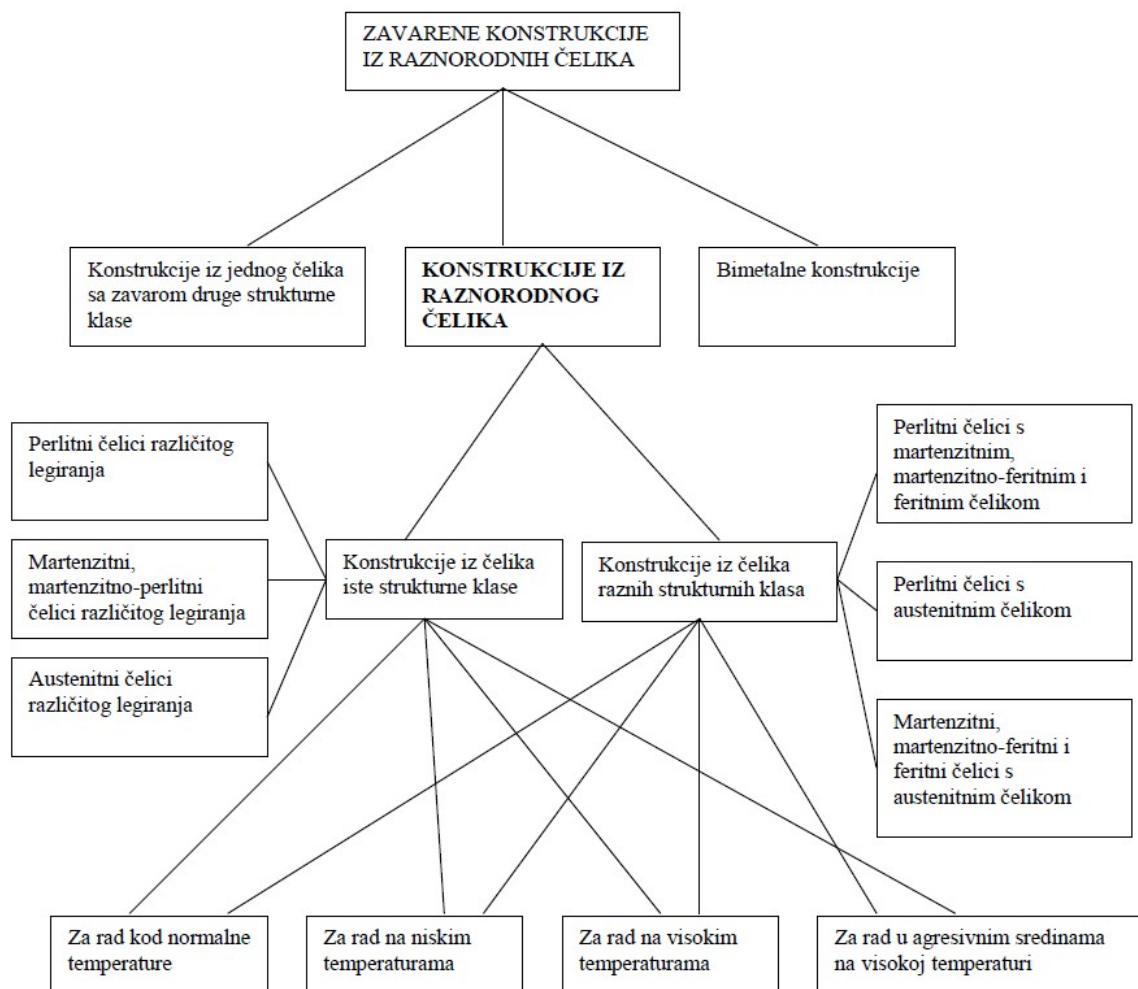 ZAVARENE KONSTRUKCIJE
IZ RAZNORODNIH ČELIKA
Konstrukcije iz jednog čelika
sa zavarom druge strukturne
klase
KONSTRUKCIJE IZ
RAZNORODNOG
ČELIKA
Bimetalne konstrukcije
Perlitni čelici različitog
legiranja
Martenzitni,
martenzitno-perlitni
čelici različitog legiranja
Austenitni čelici
različitog legiranja
Konstrukcije iz čelika
iste strukturne klase
Konstrukcije iz čelika
raznih strukturnih klasa
Perlitni čelici s
martenzitnim,
martenzitno-feritnim i
feritnim čelikom
Perlitni čelici s
austenitnim čelikom
Martenzitni,
martenzitno-feritni i
feritni čelici s
austenitnim čelikom
Za rad kod normalne
temperature
Za rad na niskim
temperaturama
Za rad na visokim
temperaturama
Za rad u agresivnim sredinama
na visokoj temperaturi